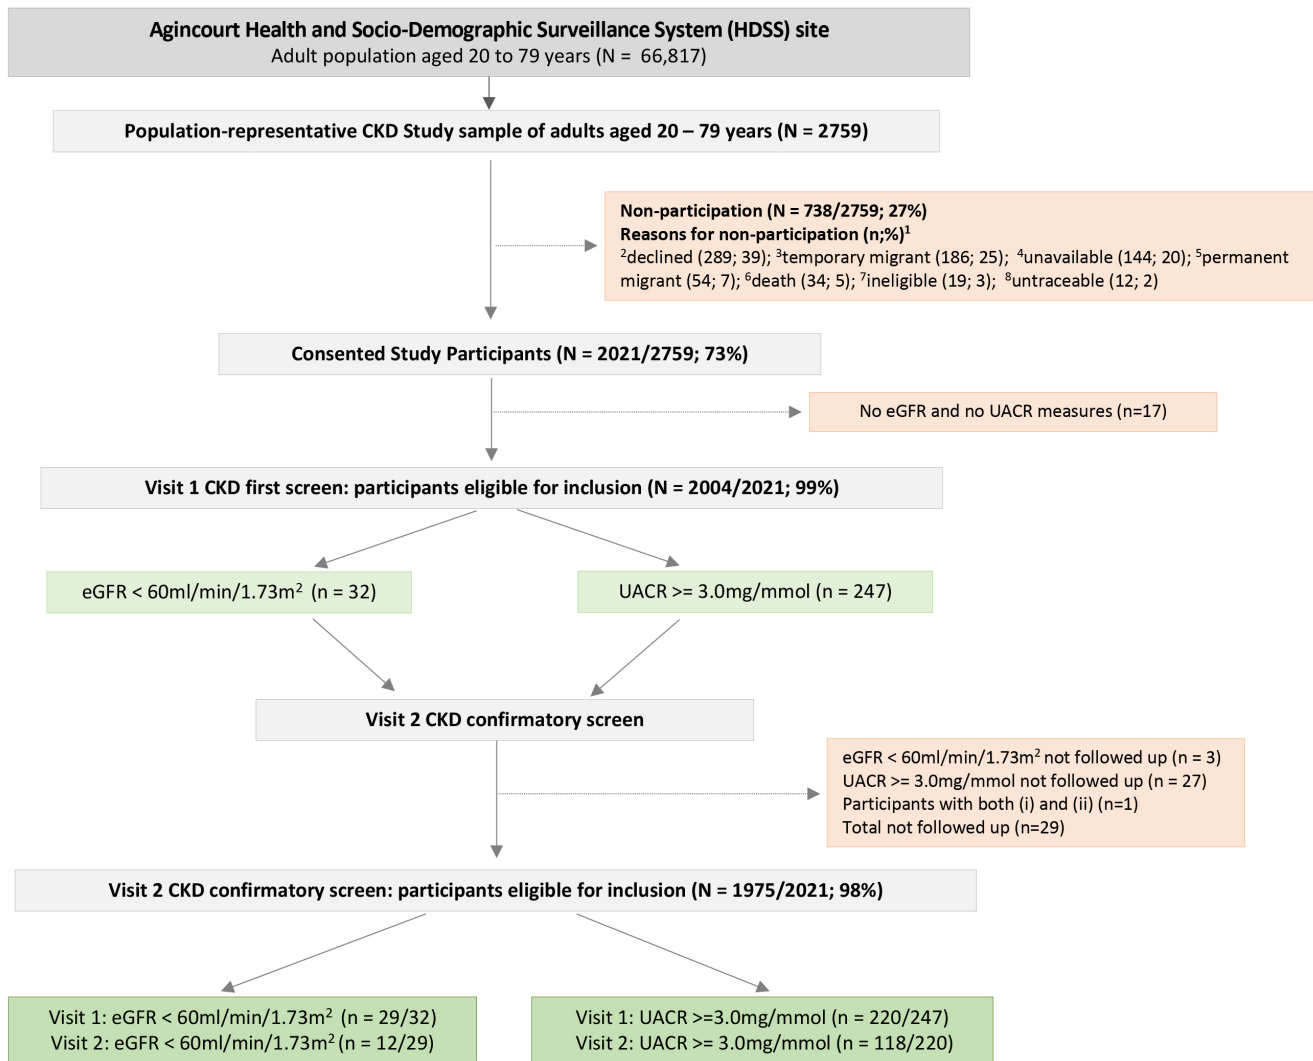 Agincourt Health and Socio-Demographic Surveillance System (HDSS) site
Adult population aged 20 to 79 years (N = 66,817)
Population-representative CKD Study sample of adults aged 20 – 79 years (N = 2759)
Non-participation (N = 738/2759; 27%)
Reasons for non-participation (n;%)¹
²declined (289; 39); ³temporary migrant (186; 25); ⁴unavailable (144; 20); ⁵permanent
migrant (54; 7); ⁶death (34; 5); ⁷ineligible (19; 3); ⁸untraceable (12; 2)
Consented Study Participants (N = 2021/2759; 73%)
No eGFR and no UACR measures (n=17)
Visit 1 CKD first screen: participants eligible for inclusion (N = 2004/2021; 99%)
eGFR < 60ml/min/1.73m² (n = 32)
UACR >= 3.0mg/mmol (n = 247)
Visit 2 CKD confirmatory screen
eGFR < 60ml/min/1.73m² not followed up (n = 3)
UACR >= 3.0mg/mmol not followed up (n = 27)
Participants with both (i) and (ii) (n=1)
Total not followed up (n=29)
Visit 2 CKD confirmatory screen: participants eligible for inclusion (N = 1975/2021; 98%)
Visit 1: eGFR < 60ml/min/1.73m² (n = 29/32)
Visit 2: eGFR < 60ml/min/1.73m² (n = 12/29)
Visit 1: UACR >=3.0mg/mmol (n = 220/247)
Visit 2: UACR >= 3.0mg/mmol (n = 118/220)